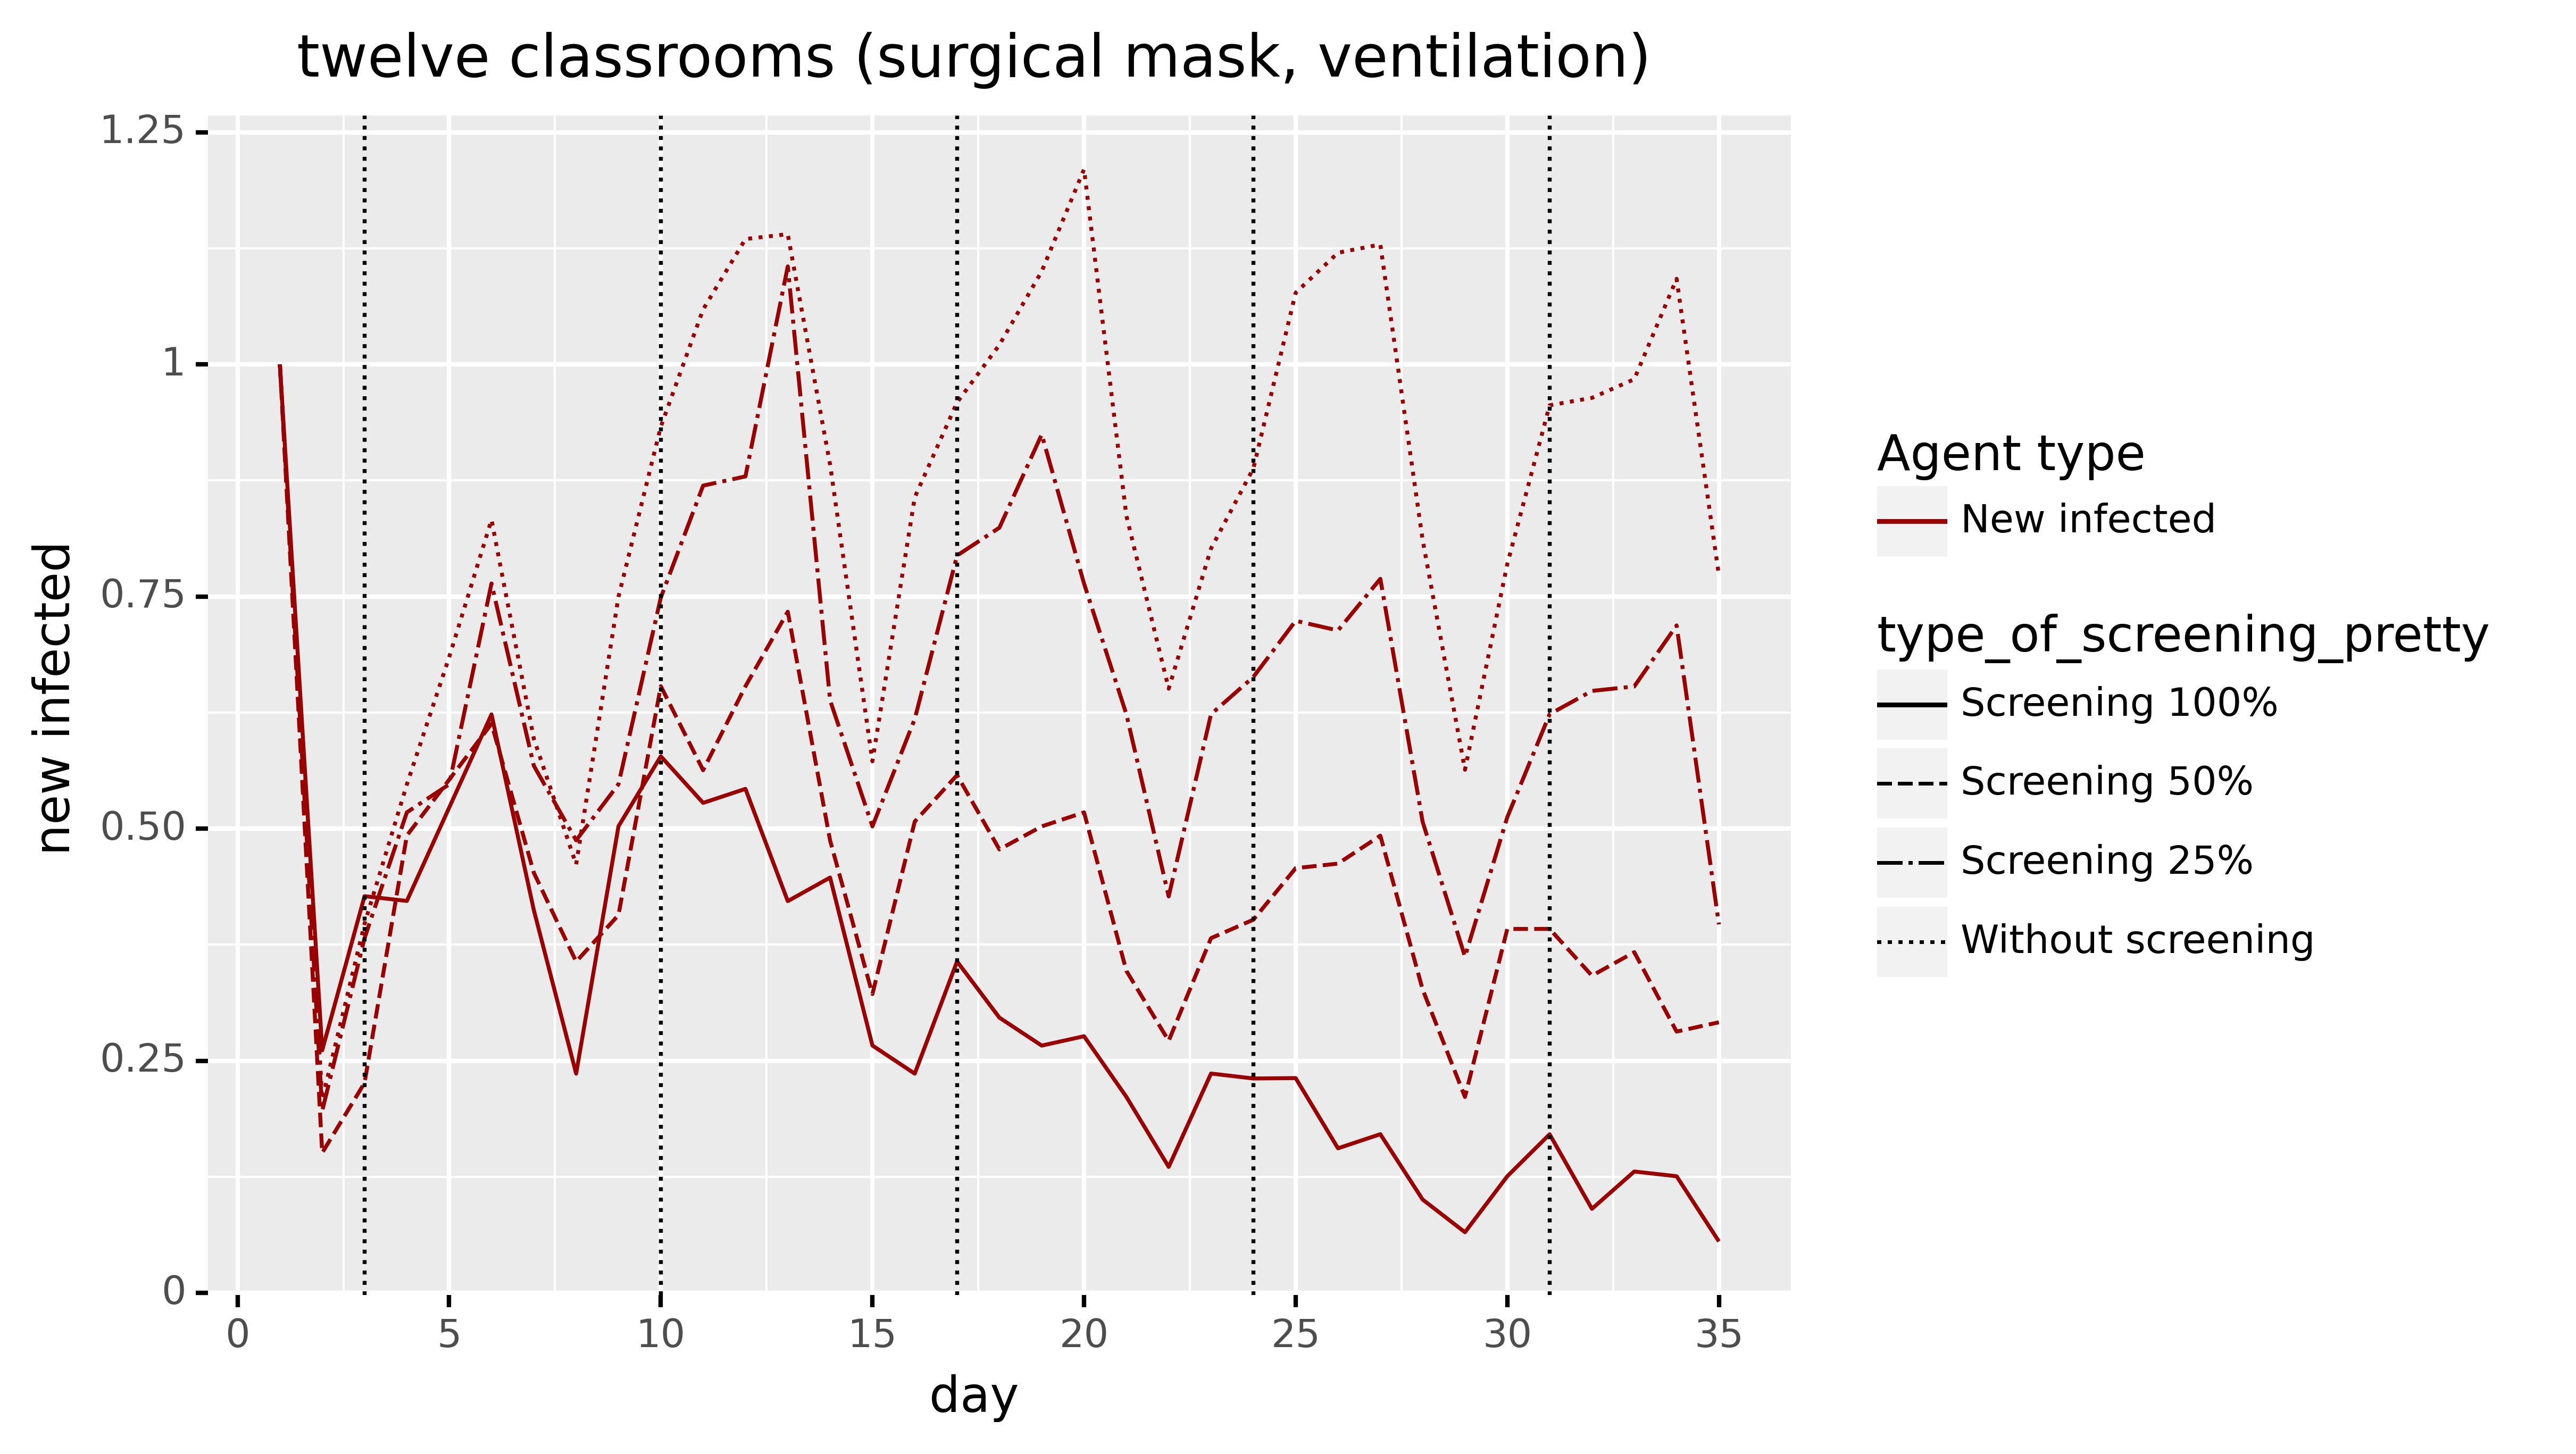 twelve classrooms (surgical mask, ventilation)
new infected
1.25
1
0.75
0.50
0.25
0
0 5 10 15 20 25 30 35
day
Agent type
New infected
type_of_screening_pretty
Screening 100%
Screening 50%
Screening 25%
Without screening